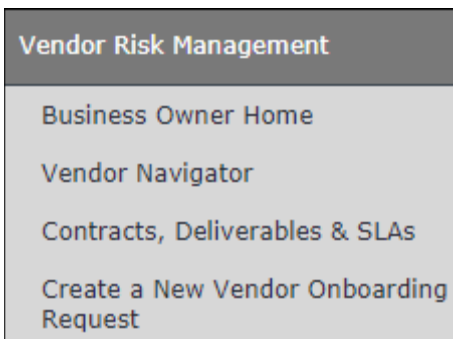 Vendor Risk Management
Business Owner Home
Vendor Navigator
Contracts, Deliverables & SLAs
Create a New Vendor Onboarding
Request